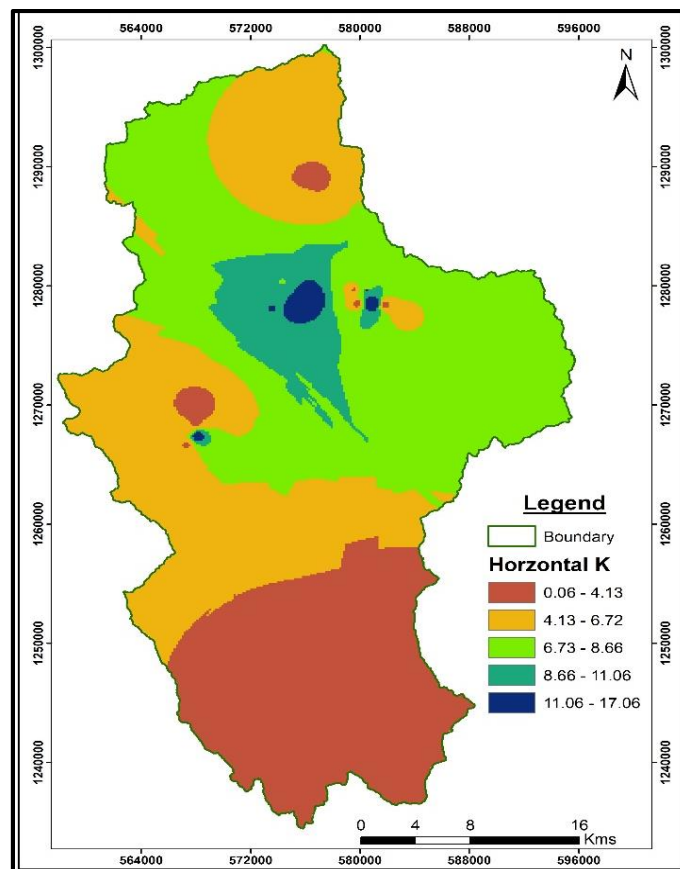 564000 572000 580000 588000 596000
N
1300000 1300000
1290000 1290000
1280000 1280000
1270000 1270000
1260000 1260000
1250000 1250000
1240000 1240000
Legend
Boundary
Horzontal K
0.06 - 4.13
4.13 - 6.72
6.73 - 8.66
8.66 - 11.06
11.06 - 17.06
0 4 8 16
Kms
564000 572000 580000 588000 596000